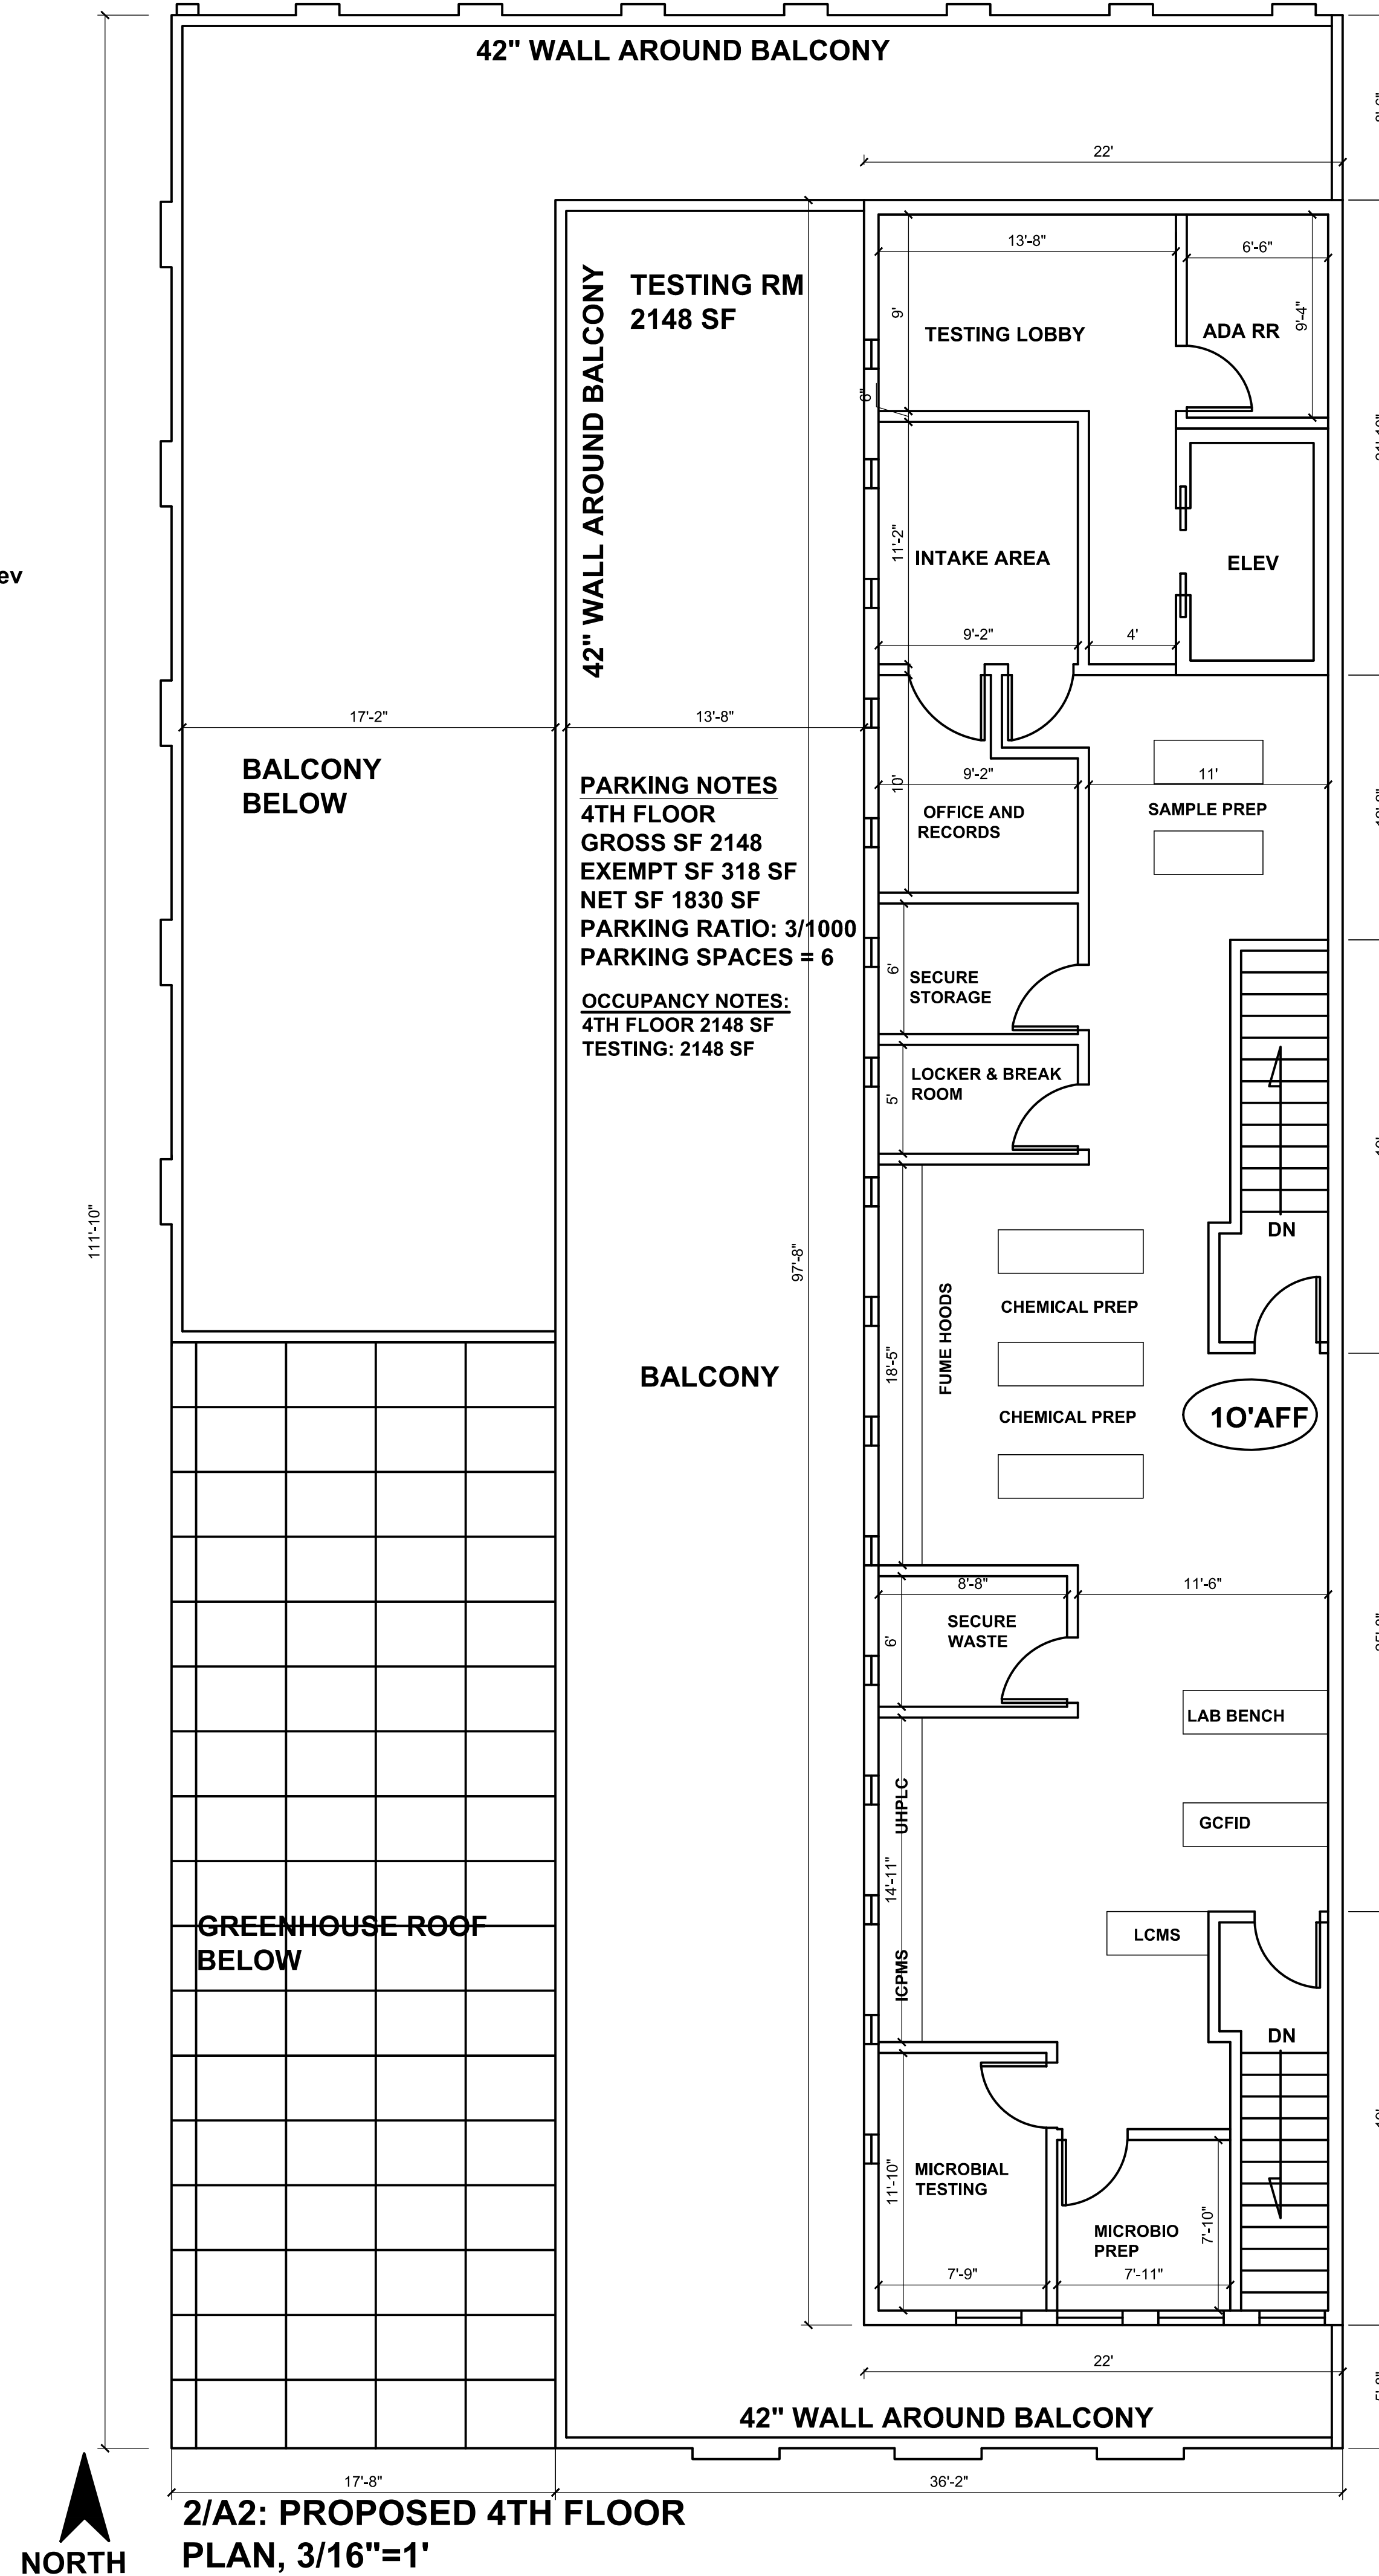 42" WALL AROUND BALCONY
22'
13'-8"
6'-6"
42" WALL AROUND BALCONY
TESTING RM
2148 SF
9'
TESTING LOBBY
ADA RR
9'-4"
6"
11'-2"
INTAKE AREA
ELEV
ev
9'-2"
4'
17'-2"
13'-8"
BALCONY
BELOW
PARKING NOTES
4TH FLOOR
GROSS SF 2148
EXEMPT SF 318 SF
NET SF 1830 SF
PARKING RATIO: 3/1000
PARKING SPACES = 6
OCCUPANCY NOTES:
4TH FLOOR 2148 SF
TESTING: 2148 SF
10'
9'-2"
11'
OFFICE AND
RECORDS
SAMPLE PREP
6'
SECURE
STORAGE
5'
LOCKER & BREAK
ROOM
DN
111'-10"
97'-8"
18'-5"
FUME HOODS
CHEMICAL PREP
BALCONY
CHEMICAL PREP
1O'AFF
8'-8"
11'-6"
6'
SECURE
WASTE
LAB BENCH
UHPLC
GCFID
14'-11"
GREENHOUSE ROOF
BELOW
ICPMS
LCMS
DN
11'-10"
MICROBIAL
TESTING
MICROBIO
PREP
7'-10"
7'-9"
7'-11"
22'
42" WALL AROUND BALCONY
17'-8"
36'-2"
2/A2: PROPOSED 4TH FLOOR
PLAN, 3/16"=1'
NORTH